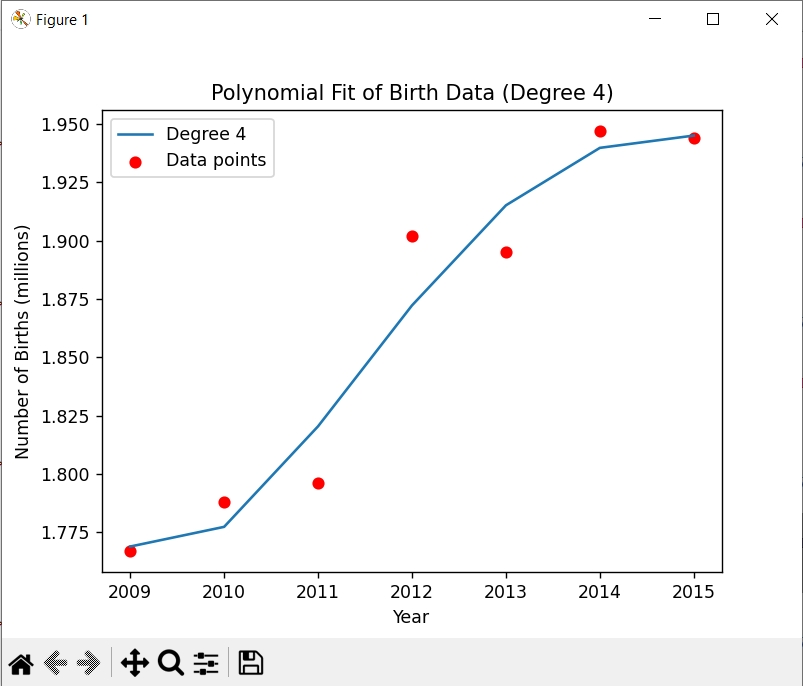 Figure 1
Polynomial Fit of Birth Data (Degree 4)
Degree 4
Data points
Number of Births (millions)
1.950
1.925
1.900
1.875
1.850
1.825
1.800
1.775
2009 2010 2011 2012 2013 2014 2015
Year